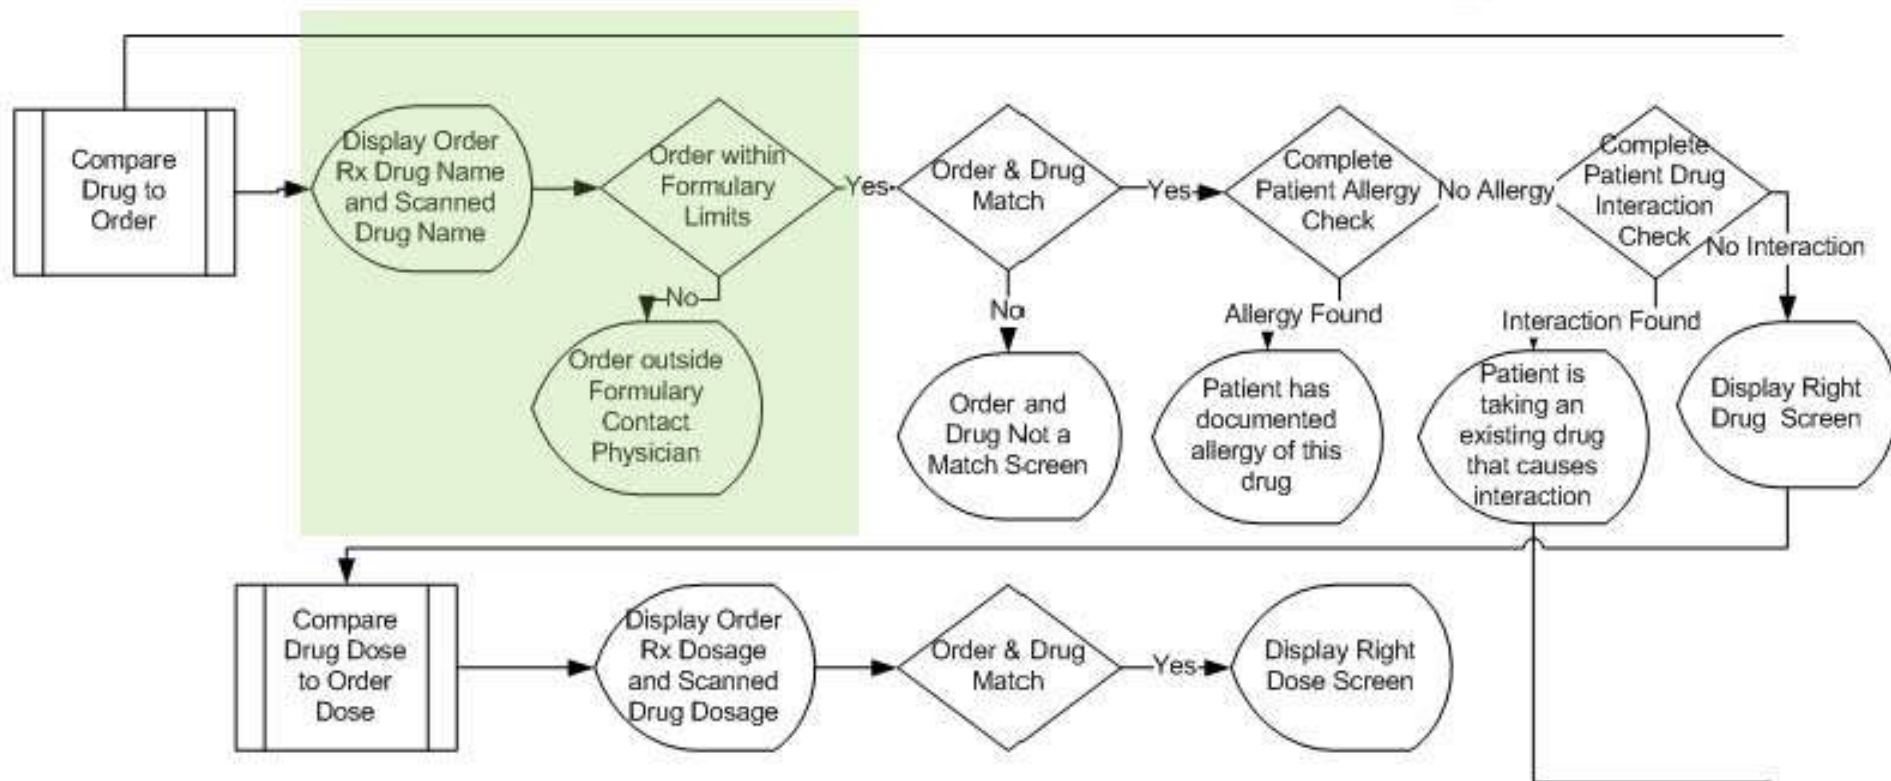 Compare
Drug to
Order
Display Order
Rx Drug Name
and Scanned
Drug Name
Order within
Formulary
Limits
Yes
No
Order outside
Formulary
Contact
Physician
Order & Drug
Match
Yes
No
Order and
Drug Not a
Match Screen
Complete
Patient Allergy
Check
No Allergy
Allergy Found
Patient has
documented
allergy of this
drug
Complete
Patient Drug
Interaction
Check
No Interaction
Interaction Found
Patient is
taking an
existing drug
that causes
interaction
Display Right
Drug Screen
Compare
Drug Dose
to Order
Dose
Display Order
Rx Dosage
and Scanned
Drug Dosage
Order & Drug
Match
Yes
Display Right
Dose Screen